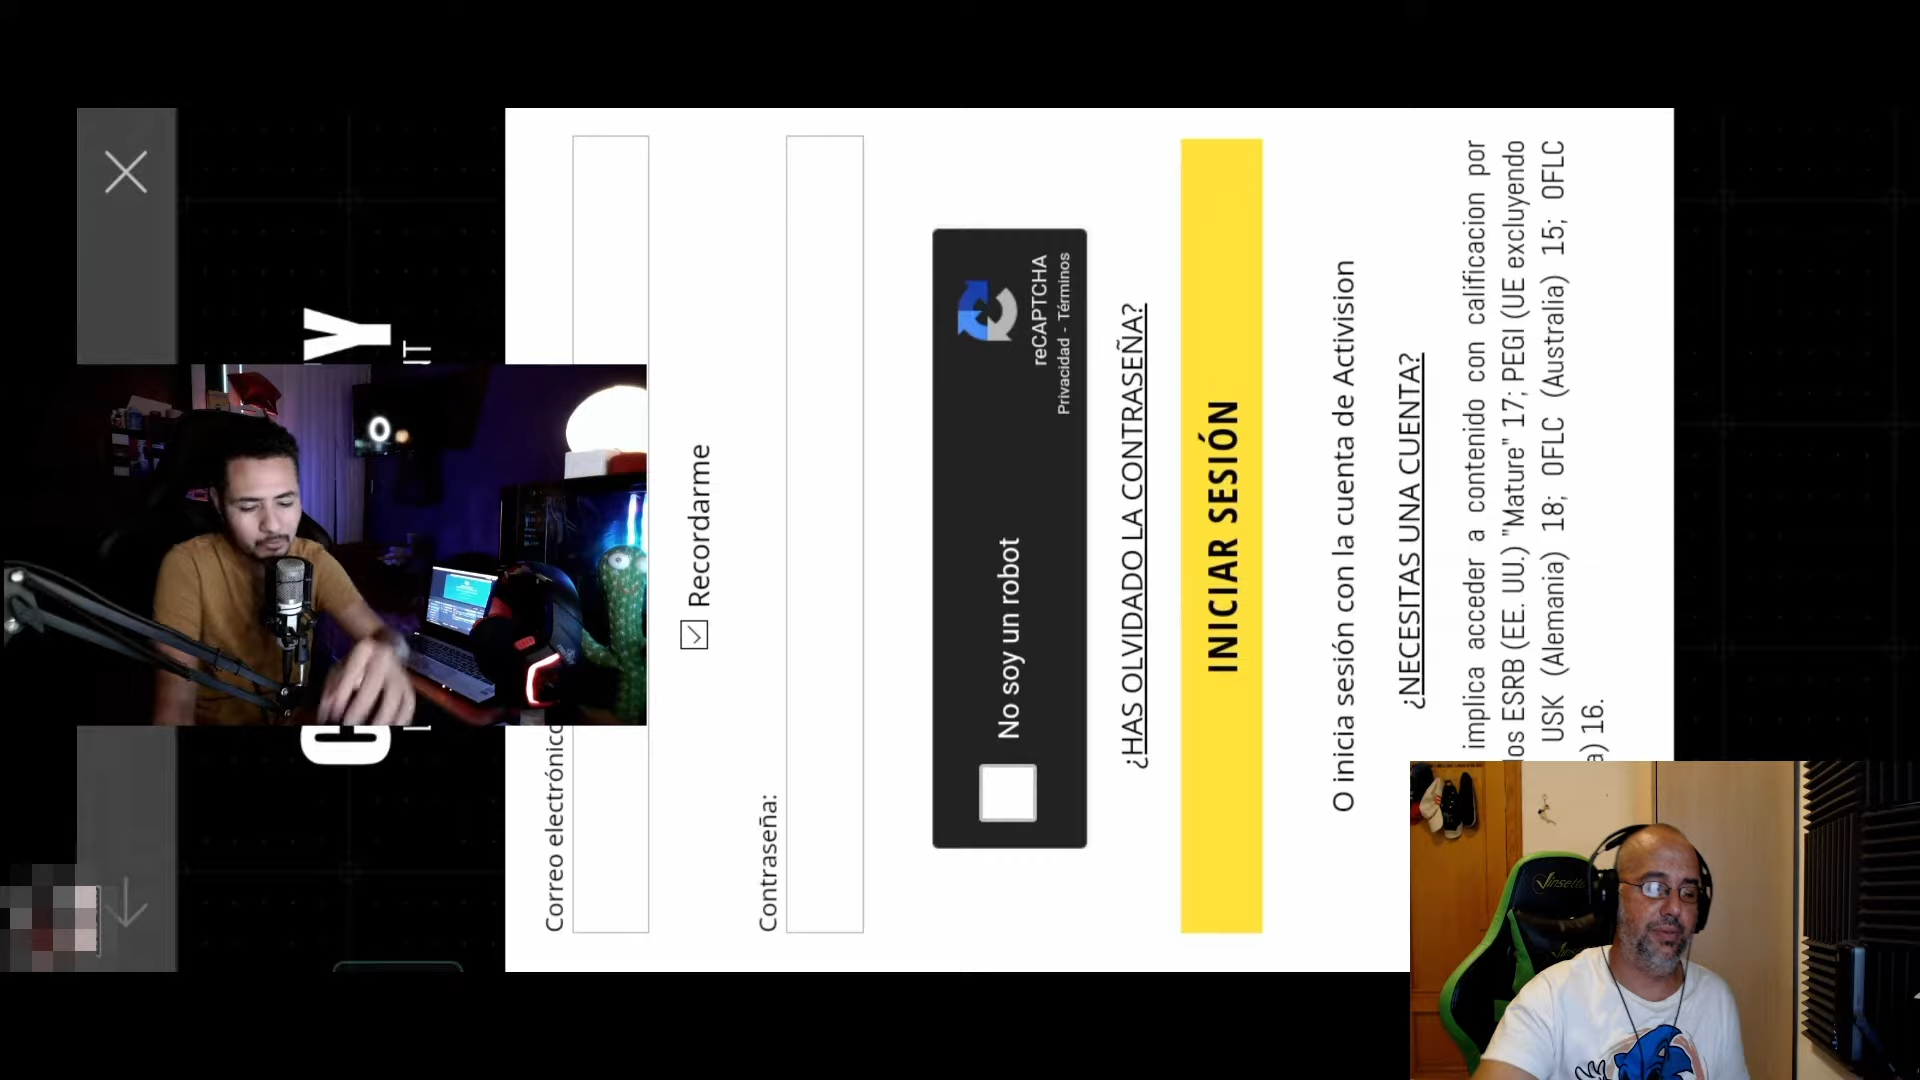 Correo electrónico
Recordarme
Contraseña:
No soy un robot
reCAPTCHA
Privacidad - Términos
¿HAS OLVIDADO LA CONTRASEÑA?
INICIAR SESIÓN
O inicia sesión con la cuenta de Activision
¿NECESITAS UNA CUENTA?
implica acceder a contenido con calificacion por
los ESRB (EE. UU.) "Mature" 17; PEGI (UE excluyendo
USK (Alemania) 18; OFLC (Australia) 15; OFLC
a) 16.